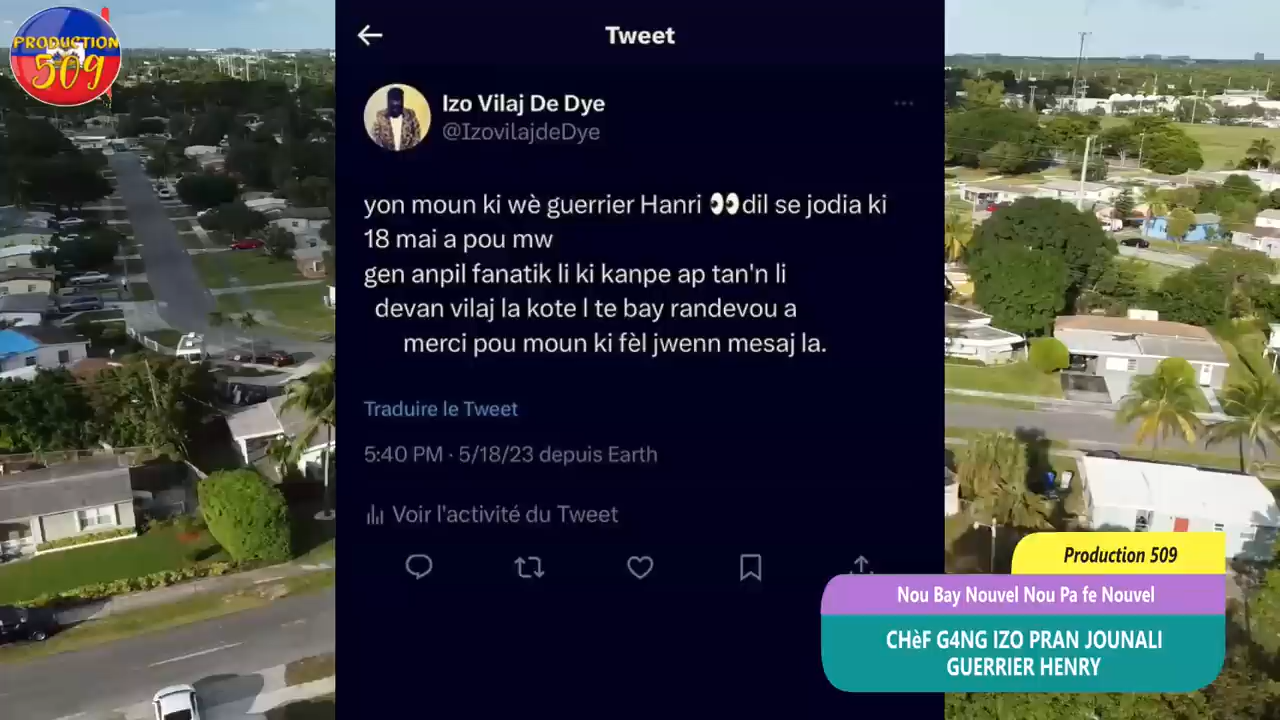 PRODUCTION
509
Tweet
Izo Vilaj De Dye
@IzovilajdeDye
yon moun ki wè guerrier Hanri 👀dil se jodia ki
18 mai a pou mw
gen anpil fanatik li ki kanpe ap tan'n li
devan vilaj la kote l te bay randevou a
merci pou moun ki fèl jwenn mesaj la.
Traduire le Tweet
5:40 PM · 5/18/23 depuis Earth
Voir l'activité du Tweet
Production 509
Nou Bay Nouvel Nou Pa fe Nouvel
CHèF G4NG IZO PRAN JOUNALI
GUERRIER HENRY